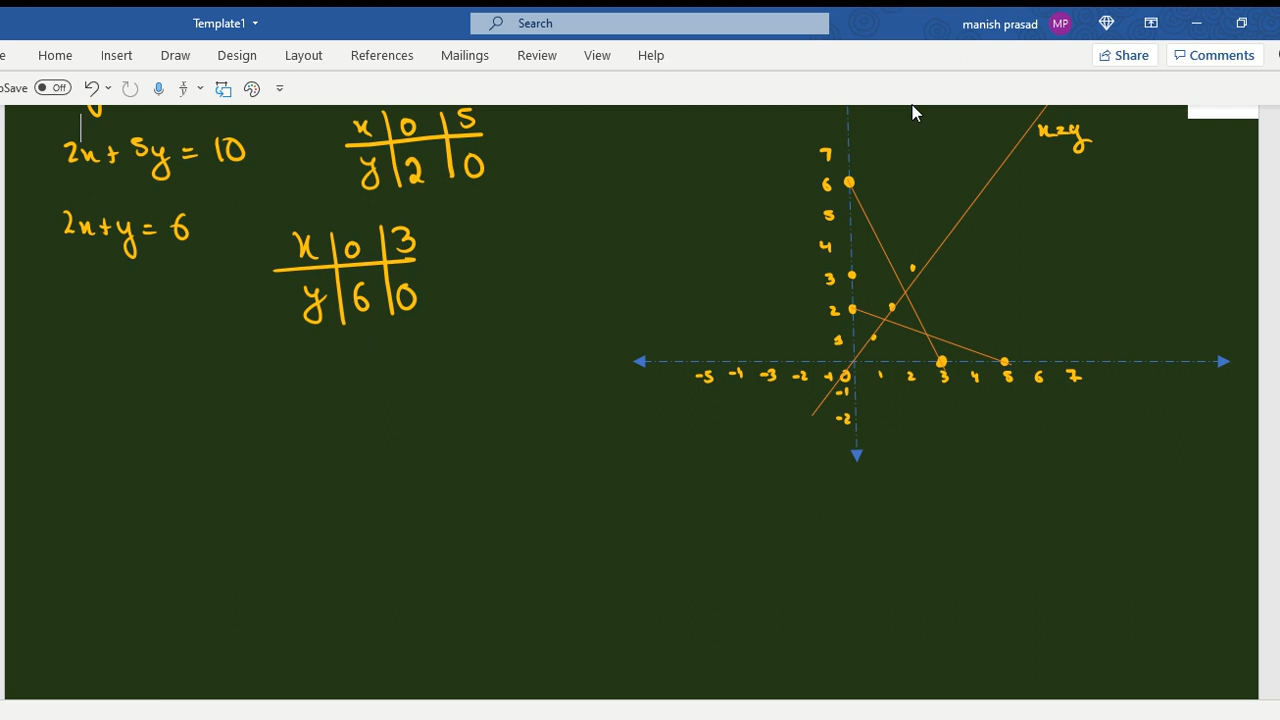 Template1
Search
manish prasad
MP
Home Insert Draw Design Layout References Mailings Review View Help
Share
Comments
oSave Off
2x + 5y = 10
x | 0 | 5
y | 2 | 0
2x + y = 6
x | 0 | 3
y | 6 | 0
x=y
7
6
5
4
3
2
1
-5 -4 -3 -2 -1 0 1 2 3 4 5 6 7
-1
-2